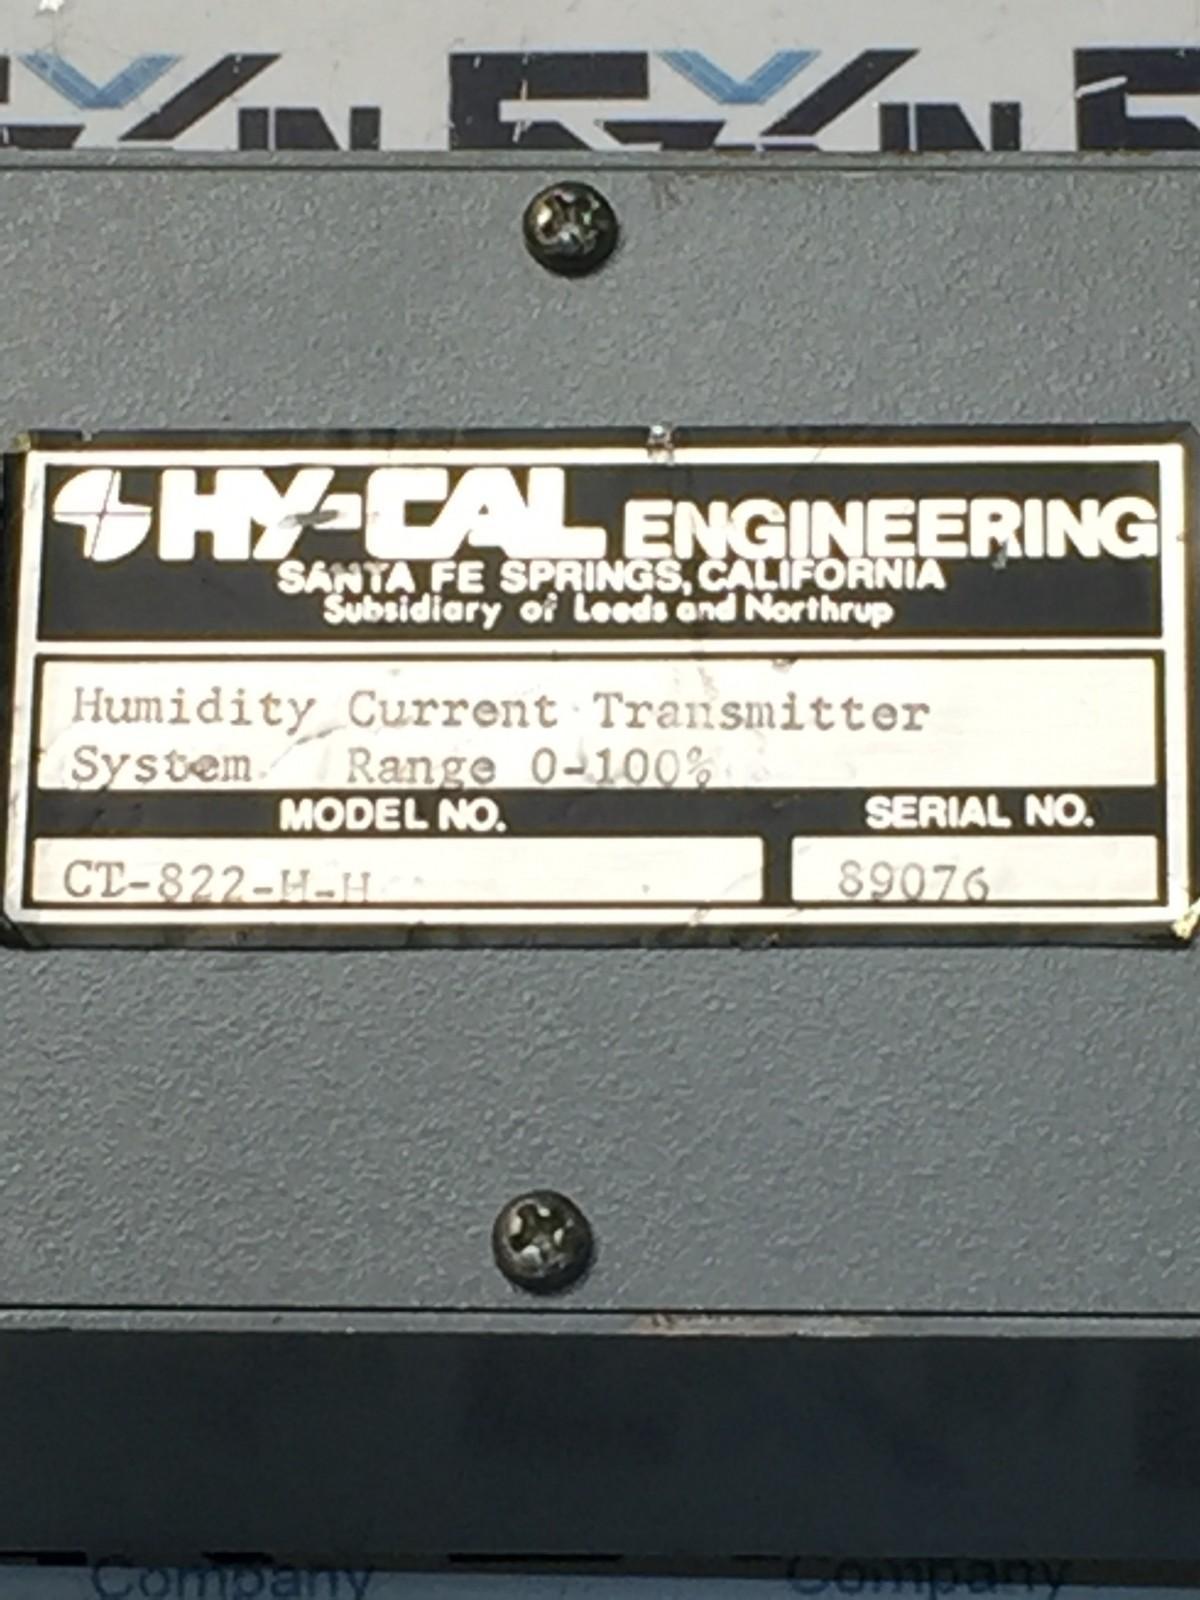 HY-CAL ENGINEERING
SANTA FE SPRINGS, CALIFORNIA
Subsidiary of Leeds and Northrup
Humidity Current Transmitter
System Range 0-100%
MODEL NO. SERIAL NO.
CT-822-H-H 89076
Company Company